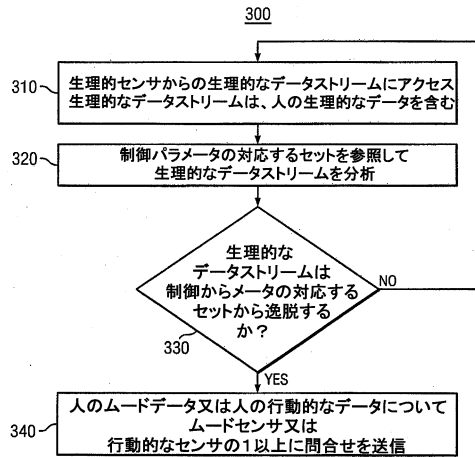 300
310
生理的センサからの生理的なデータストリームにアクセス
生理的なデータストリームは、人の生理的なデータを含む
320
制御パラメータの対応するセットを参照して
生理的なデータストリームを分析
生理的な
データストリームは
制御からメータの対応する
セットから逸脱する
か？
NO
330
YES
340
人のムードデータ又は人の行動的なデータについて
ムードセンサ又は
行動的なセンサの1以上に問合せを送信